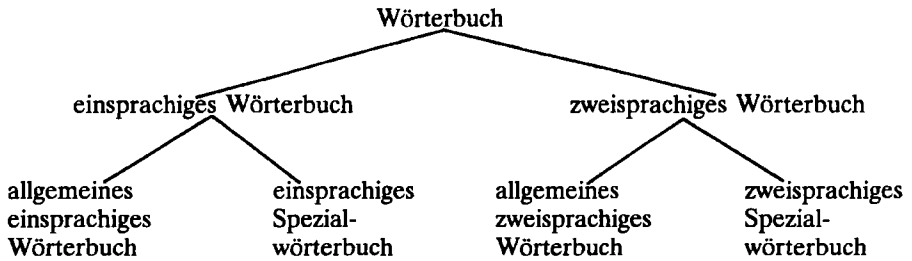 Wörterbuch
einsprachiges Wörterbuch
zweisprachiges Wörterbuch
allgemeines
einsprachiges
Wörterbuch
einsprachiges
Spezial-
wörterbuch
allgemeines
zweisprachiges
Wörterbuch
zweisprachiges
Spezial-
wörterbuch